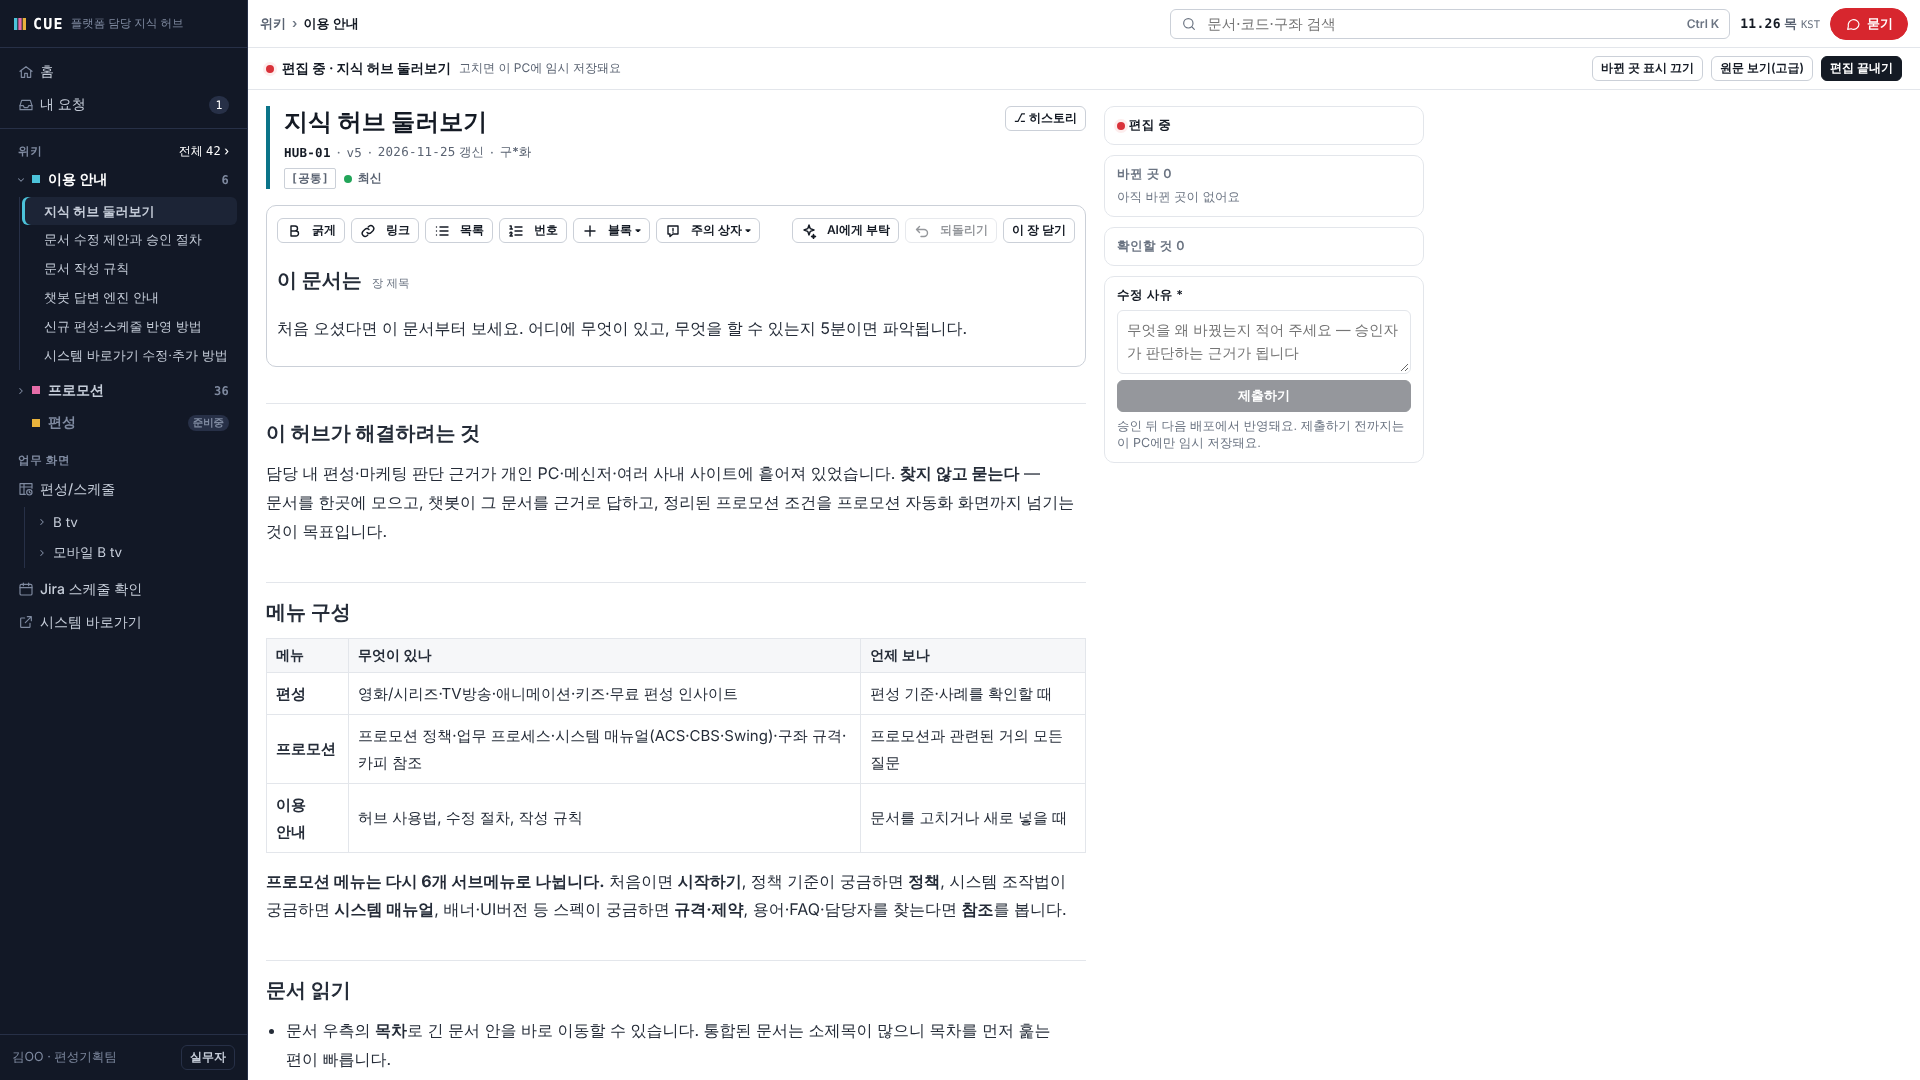 CUE 플랫폼 담당 지식 허브
홈
내 요청 1
위키 전체 42 ›
이용 안내 6
지식 허브 둘러보기
문서 수정 제안과 승인 절차
문서 작성 규칙
챗봇 답변 엔진 안내
신규 편성·스케줄 반영 방법
시스템 바로가기 수정·추가 방법
프로모션 36
편성 준비중
업무 화면
편성/스케줄
B tv
모바일 B tv
Jira 스케줄 확인
시스템 바로가기
김OO · 편성기획팀 실무자
위키 › 이용 안내
문서·코드·구좌 검색 Ctrl K
11.26 목 KST
묻기
편집 중 · 지식 허브 둘러보기 고치면 이 PC에 임시 저장돼요
바뀐 곳 표시 끄기 원문 보기(고급) 편집 끝내기
지식 허브 둘러보기
히스토리
HUB-01 · v5 · 2026-11-25 갱신 · 구*화
[공통] 최신
굵게 링크 목록 번호 블록 주의 상자 AI에게 부탁 되돌리기 이 장 닫기
이 문서는 장 제목
처음 오셨다면 이 문서부터 보세요. 어디에 무엇이 있고, 무엇을 할 수 있는지 5분이면 파악됩니다.
이 허브가 해결하려는 것
담당 내 편성·마케팅 판단 근거가 개인 PC·메신저·여러 사내 사이트에 흩어져 있었습니다. 찾지 않고 묻는다 —
문서를 한곳에 모으고, 챗봇이 그 문서를 근거로 답하고, 정리된 프로모션 조건을 프로모션 자동화 화면까지 넘기는
것이 목표입니다.
메뉴 구성
메뉴 무엇이 있나 언제 보나
편성 영화/시리즈·TV방송·애니메이션·키즈·무료 편성 인사이트 편성 기준·사례를 확인할 때
프로모션 프로모션 정책·업무 프로세스·시스템 매뉴얼(ACS·CBS·Swing)·구좌 규격·
카피 참조 프로모션과 관련된 거의 모든
질문
이용
안내 허브 사용법, 수정 절차, 작성 규칙 문서를 고치거나 새로 넣을 때
프로모션 메뉴는 다시 6개 서브메뉴로 나뉩니다. 처음이면 시작하기, 정책 기준이 궁금하면 정책, 시스템 조작법이
궁금하면 시스템 매뉴얼, 배너·UI버전 등 스펙이 궁금하면 규격·제약, 용어·FAQ·담당자를 찾는다면 참조를 봅니다.
문서 읽기
• 문서 우측의 목차로 긴 문서 안을 바로 이동할 수 있습니다. 통합된 문서는 소제목이 많으니 목차를 먼저 훑는
편이 빠릅니다.
편집 중
바뀐 곳 0
아직 바뀐 곳이 없어요
확인할 것 0
수정 사유 *
무엇을 왜 바꿨는지 적어 주세요 — 승인자
가 판단하는 근거가 됩니다
제출하기
승인 뒤 다음 배포에서 반영돼요. 제출하기 전까지는
이 PC에만 임시 저장돼요.